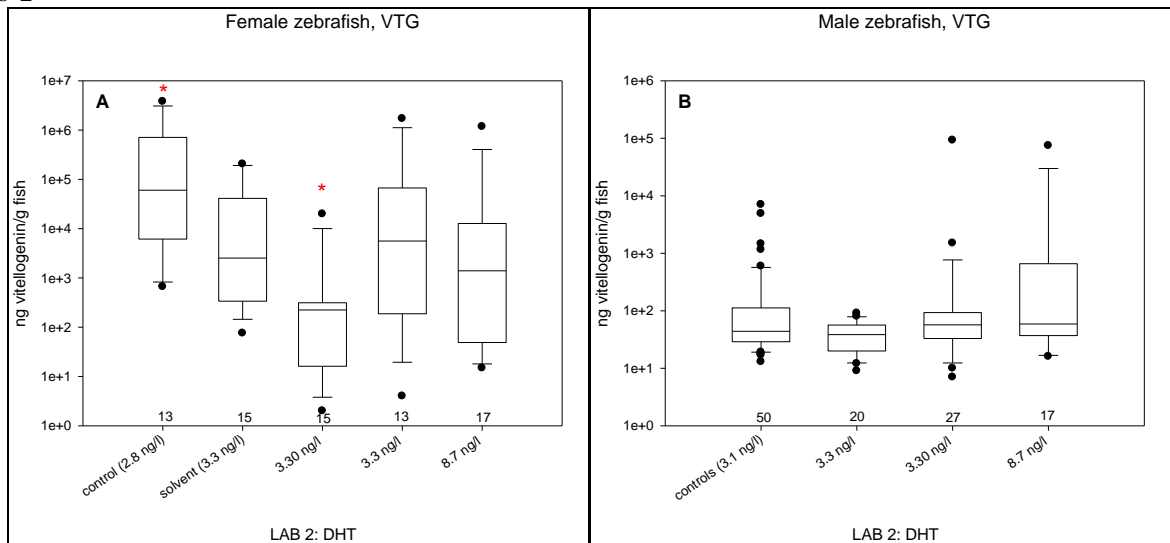 Female zebrafish, VTG
A
*
*
ng vitellogenin/g fish
1e+7
1e+6
1e+5
1e+4
1e+3
1e+2
1e+1
1e+0
13
15
15
13
17
control (2.8 ng/l)
solvent (3.3 ng/l)
3.30 ng/l
3.3 ng/l
8.7 ng/l
LAB 2: DHT
Male zebrafish, VTG
B
ng vitellogenin/g fish
1e+6
1e+5
1e+4
1e+3
1e+2
1e+1
1e+0
50
20
27
17
controls (3.1 ng/l)
3.3 ng/l
3.30 ng/l
8.7 ng/l
LAB 2: DHT